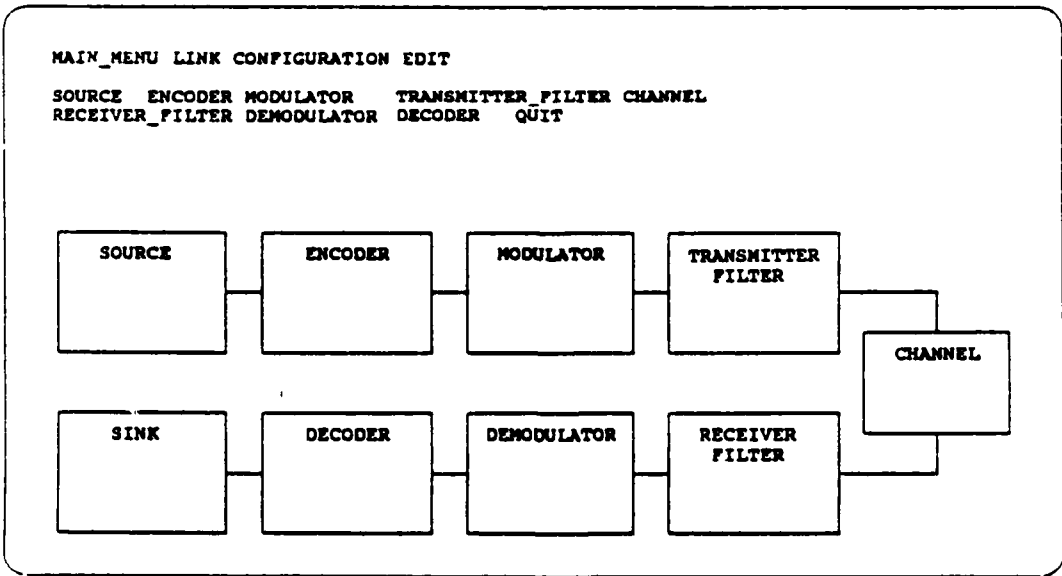 MAIN_MENU LINK CONFIGURATION EDIT
SOURCE ENCODER MODULATOR TRANSMITTER_FILTER CHANNEL
RECEIVER_FILTER DEMODULATOR DECODER QUIT
SOURCE
ENCODER
MODULATOR
TRANSMITTER
FILTER
CHANNEL
SINK
DECODER
DEMODULATOR
RECEIVER
FILTER